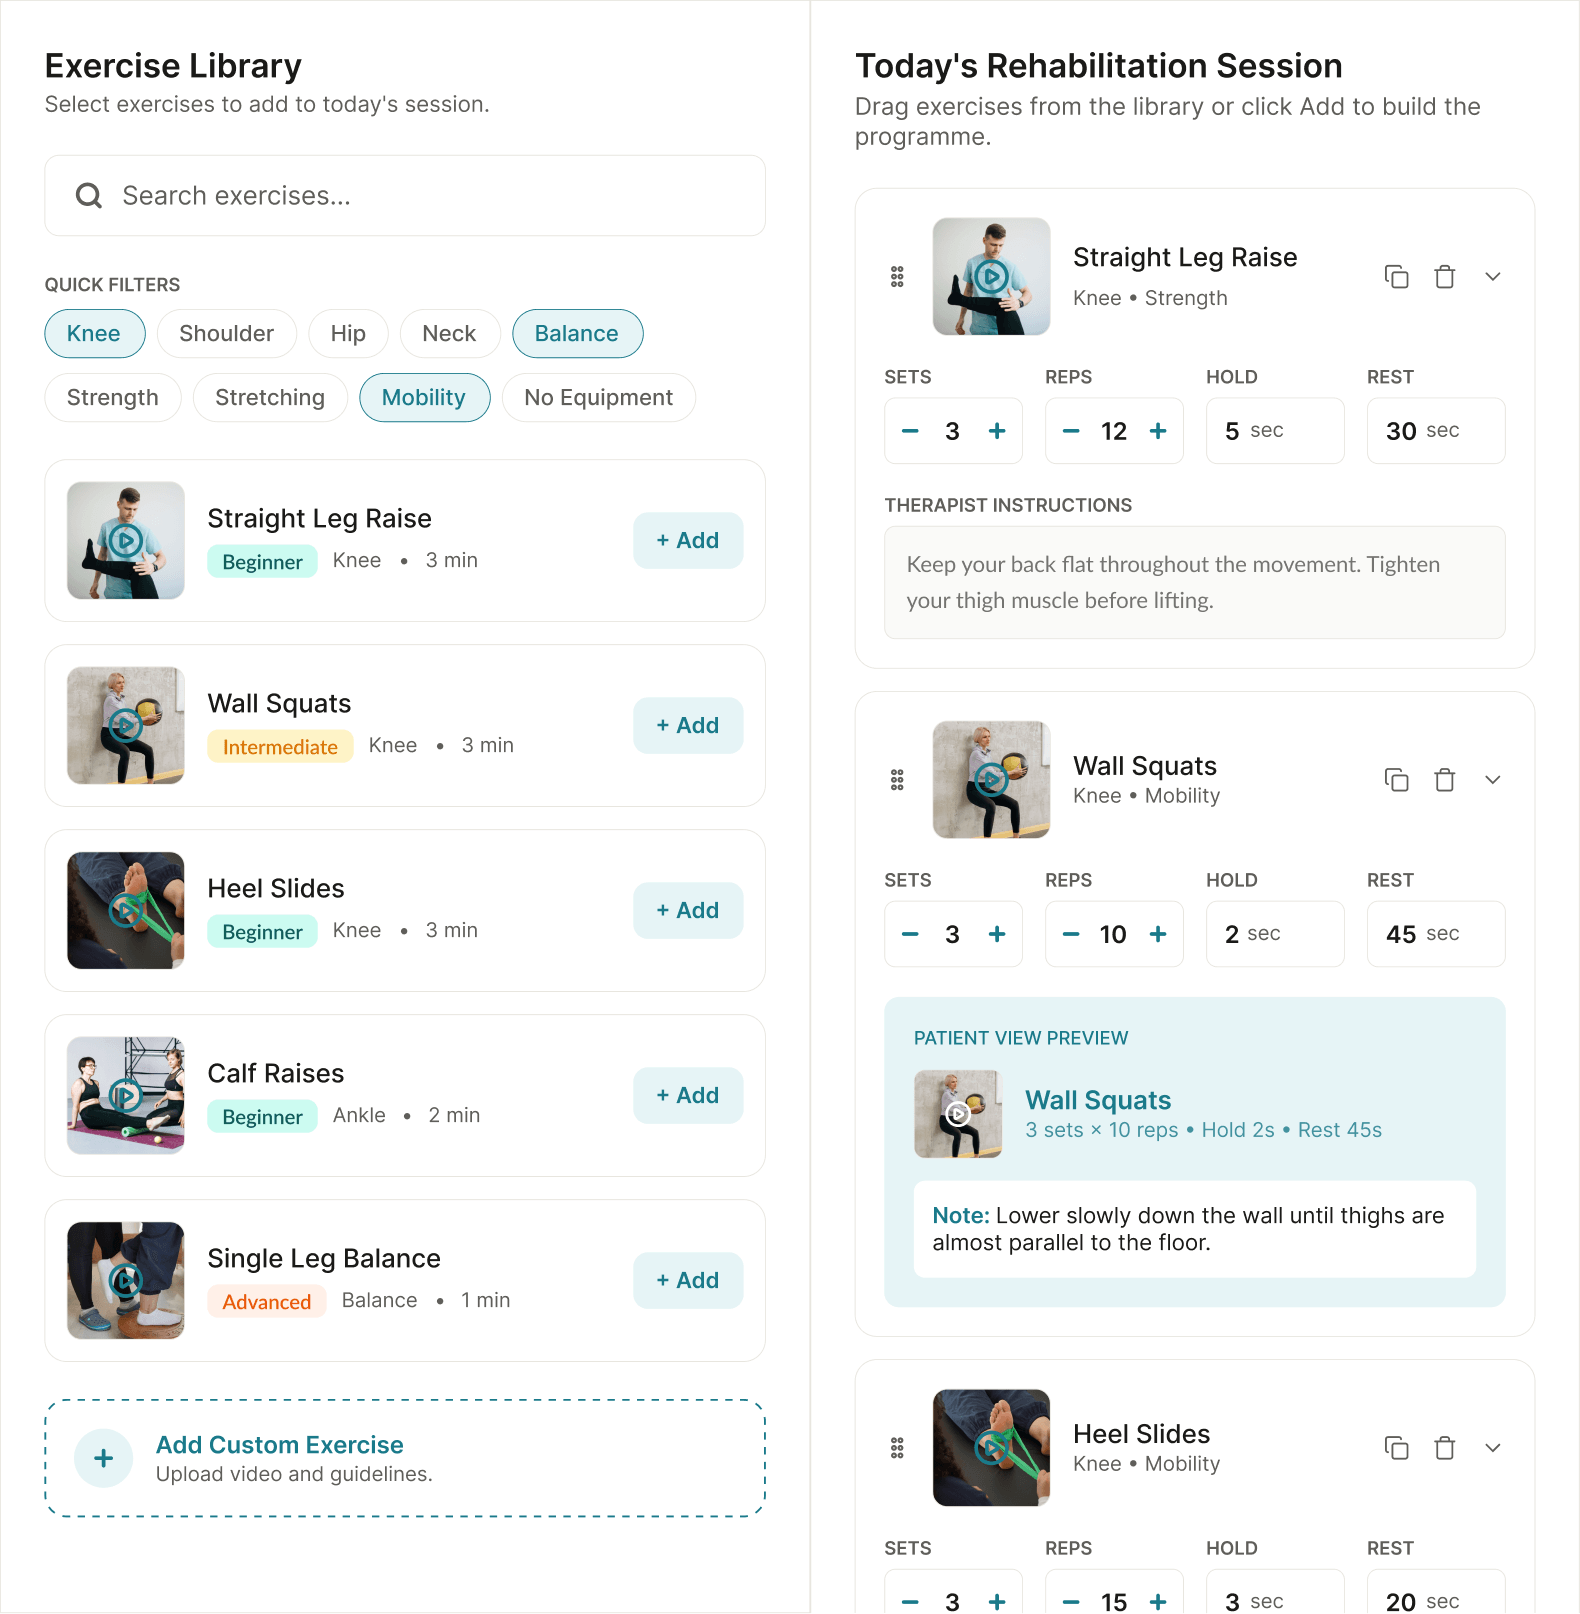 Exercise Library
Select exercises to add to today's session.
Search exercises...
QUICK FILTERS
Knee
Shoulder
Hip
Neck
Balance
Strength
Stretching
Mobility
No Equipment
Straight Leg Raise
Beginner Knee • 3 min
+ Add
Wall Squats
Intermediate Knee • 3 min
+ Add
Heel Slides
Beginner Knee • 3 min
+ Add
Calf Raises
Beginner Ankle • 2 min
+ Add
Single Leg Balance
Advanced Balance • 1 min
+ Add
Add Custom Exercise
Upload video and guidelines.
Today's Rehabilitation Session
Drag exercises from the library or click Add to build the
programme.
Straight Leg Raise
Knee • Strength
SETS REPS HOLD REST
− 3 + − 12 + 5 sec 30 sec
THERAPIST INSTRUCTIONS
Keep your back flat throughout the movement. Tighten
your thigh muscle before lifting.
Wall Squats
Knee • Mobility
SETS REPS HOLD REST
− 3 + − 10 + 2 sec 45 sec
PATIENT VIEW PREVIEW
Wall Squats
3 sets × 10 reps • Hold 2s • Rest 45s
Note: Lower slowly down the wall until thighs are
almost parallel to the floor.
Heel Slides
Knee • Mobility
SETS REPS HOLD REST
− 3 + − 15 + 3 sec 20 sec